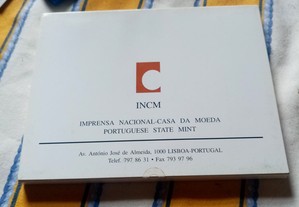 INCM
IMPRENSA NACIONAL-CASA DA MOEDA
PORTUGUESE STATE MINT
Av. António José de Almeida, 1000 LISBOA-PORTUGAL
Telef. 797 86 31 • Fax 793 97 96